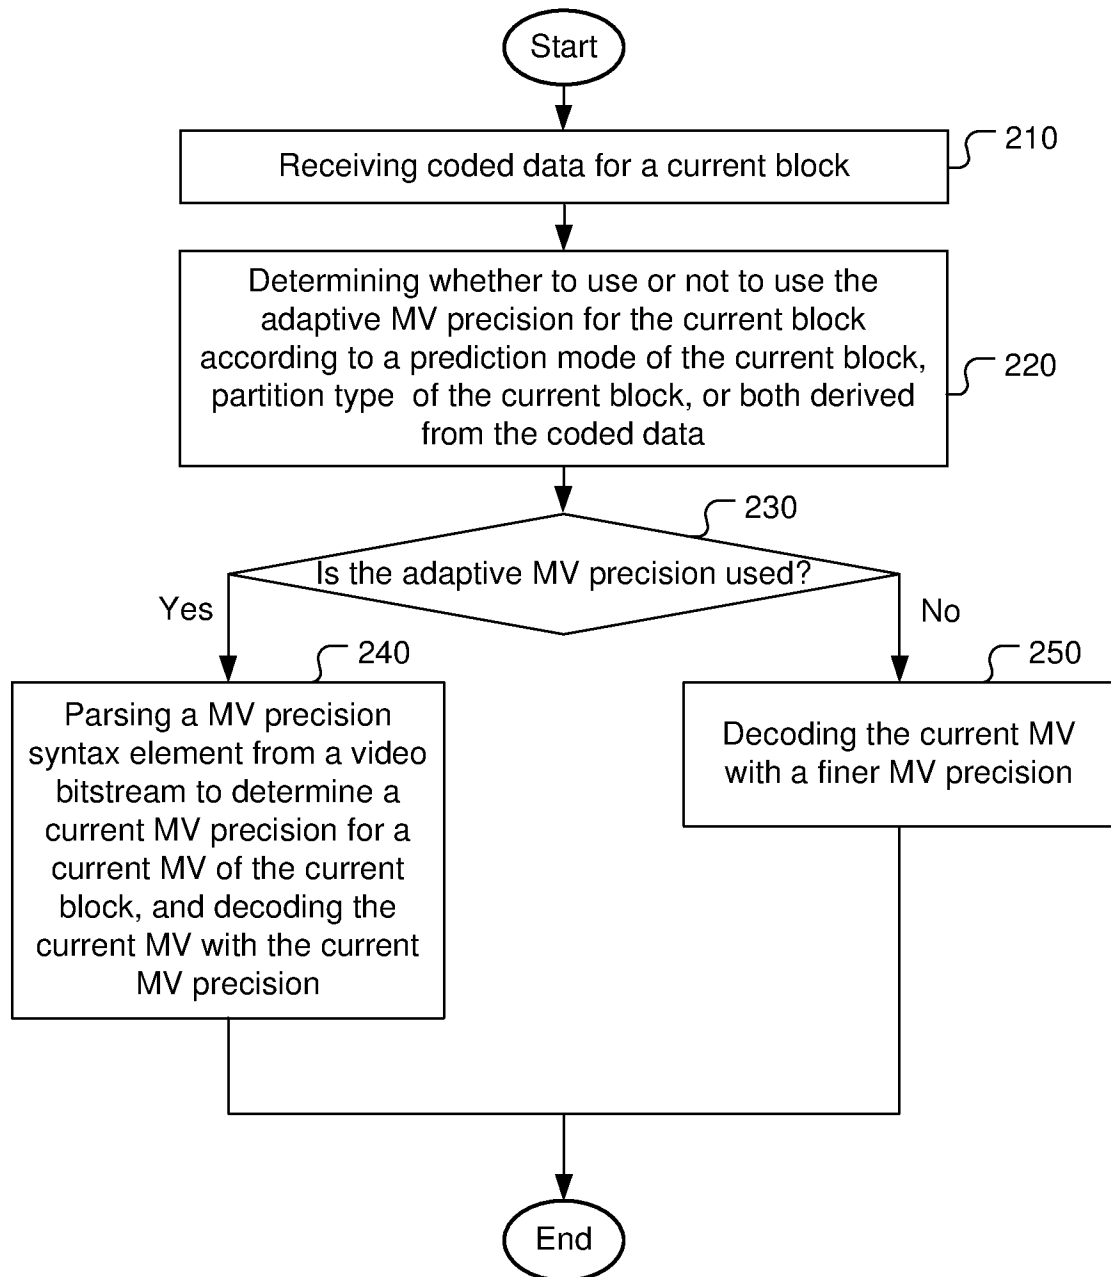 Start
Receiving coded data for a current block
210
Determining whether to use or not to use the
adaptive MV precision for the current block
according to a prediction mode of the current block,
partition type of the current block, or both derived
from the coded data
220
230
Is the adaptive MV precision used?
Yes
No
240
Parsing a MV precision
syntax element from a video
bitstream to determine a
current MV precision for a
current MV of the current
block, and decoding the
current MV with the current
MV precision
250
Decoding the current MV
with a finer MV precision
End